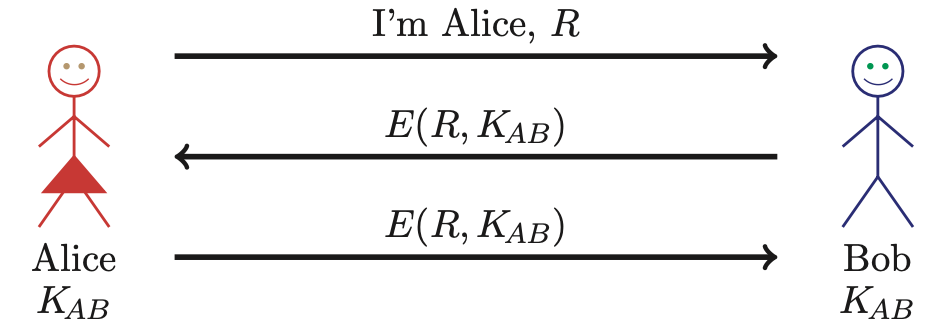 I'm Alice, R
E(R, K_AB)
E(R, K_AB)
Alice
Bob
K_AB
K_AB